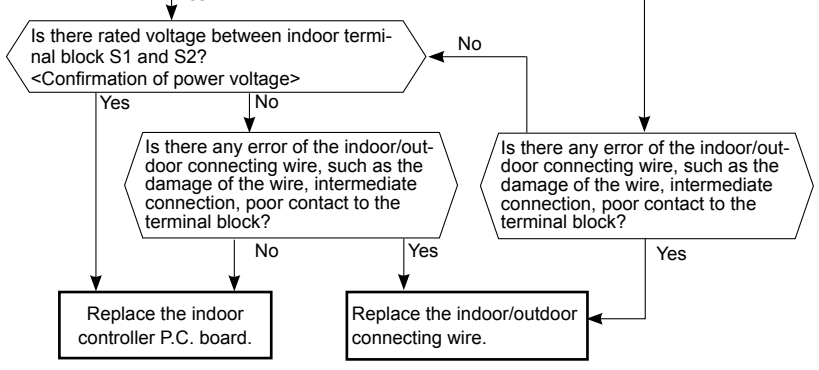 Is there rated voltage between indoor termi-
nal block S1 and S2?
<Confirmation of power voltage>
No
Yes
No
Is there any error of the indoor/out-
door connecting wire, such as the
damage of the wire, intermediate
connection, poor contact to the
terminal block?
Is there any error of the indoor/out-
door connecting wire, such as the
damage of the wire, intermediate
connection, poor contact to the
terminal block?
No
Yes
Yes
Replace the indoor
controller P.C. board.
Replace the indoor/outdoor
connecting wire.